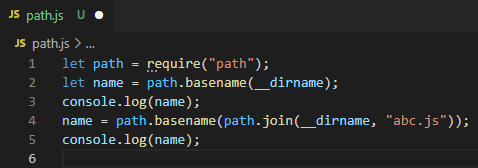 JS path.js U
JS path.js > ...
1 let path = require("path");
2 let name = path.basename(__dirname);
3 console.log(name);
4 name = path.basename(path.join(__dirname, "abc.js"));
5 console.log(name);
6